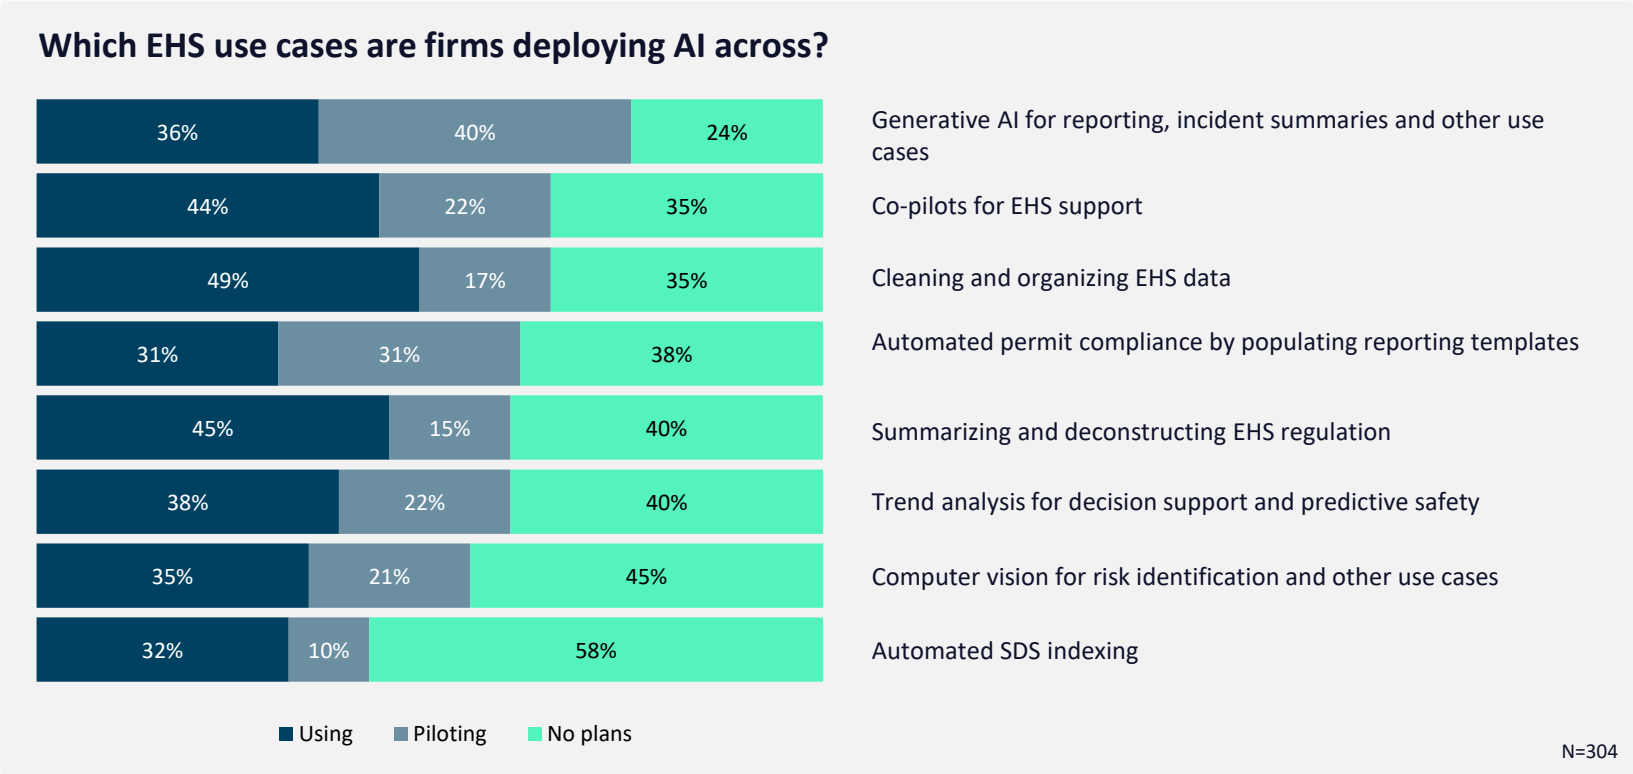 Which EHS use cases are firms deploying AI across?
36% 40% 24% Generative AI for reporting, incident summaries and other use
cases
44% 22% 35% Co-pilots for EHS support
49% 17% 35% Cleaning and organizing EHS data
31% 31% 38% Automated permit compliance by populating reporting templates
45% 15% 40% Summarizing and deconstructing EHS regulation
38% 22% 40% Trend analysis for decision support and predictive safety
35% 21% 45% Computer vision for risk identification and other use cases
32% 10% 58% Automated SDS indexing
Using Piloting No plans
N=304